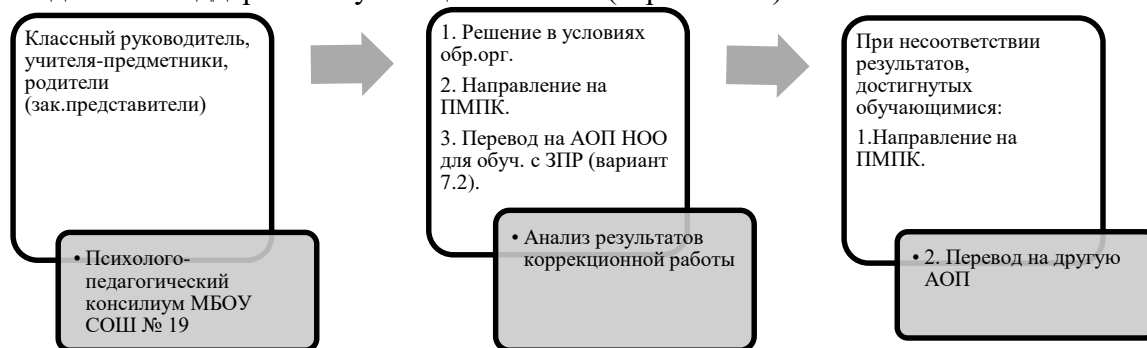 Классный руководитель,
учителя-предметники,
родители
(зак.представители)
• Психолого-
педагогический
консилиум МБОУ
СОШ № 19
1. Решение в условиях
обр.орг.
2. Направление на
ПМПК.
3. Перевод на АОП НОО
для обуч. с ЗПР (вариант
7.2).
• Анализ результатов
коррекционной работы
При несоответствии
результатов,
достигнутых
обучающимися:
1.Направление на
ПМПК.
• 2. Перевод на другую
АОП